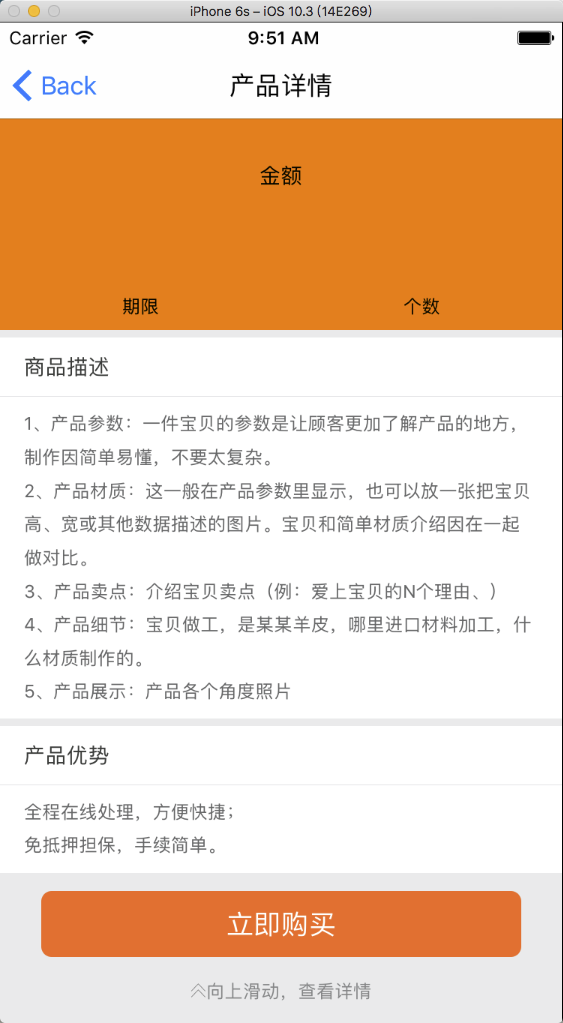 iPhone 6s – iOS 10.3 (14E269)
Carrier 9:51 AM
Back 产品详情
金额
期限 个数
商品描述
1、产品参数：一件宝贝的参数是让顾客更加了解产品的地方，
制作因简单易懂，不要太复杂。
2、产品材质：这一般在产品参数里显示，也可以放一张把宝贝
高、宽或其他数据描述的图片。宝贝和简单材质介绍因在一起
做对比。
3、产品卖点：介绍宝贝卖点（例：爱上宝贝的N个理由、）
4、产品细节：宝贝做工，是某某羊皮，哪里进口材料加工，什
么材质制作的。
5、产品展示：产品各个角度照片
产品优势
全程在线处理，方便快捷；
免抵押担保，手续简单。
立即购买
向上滑动，查看详情